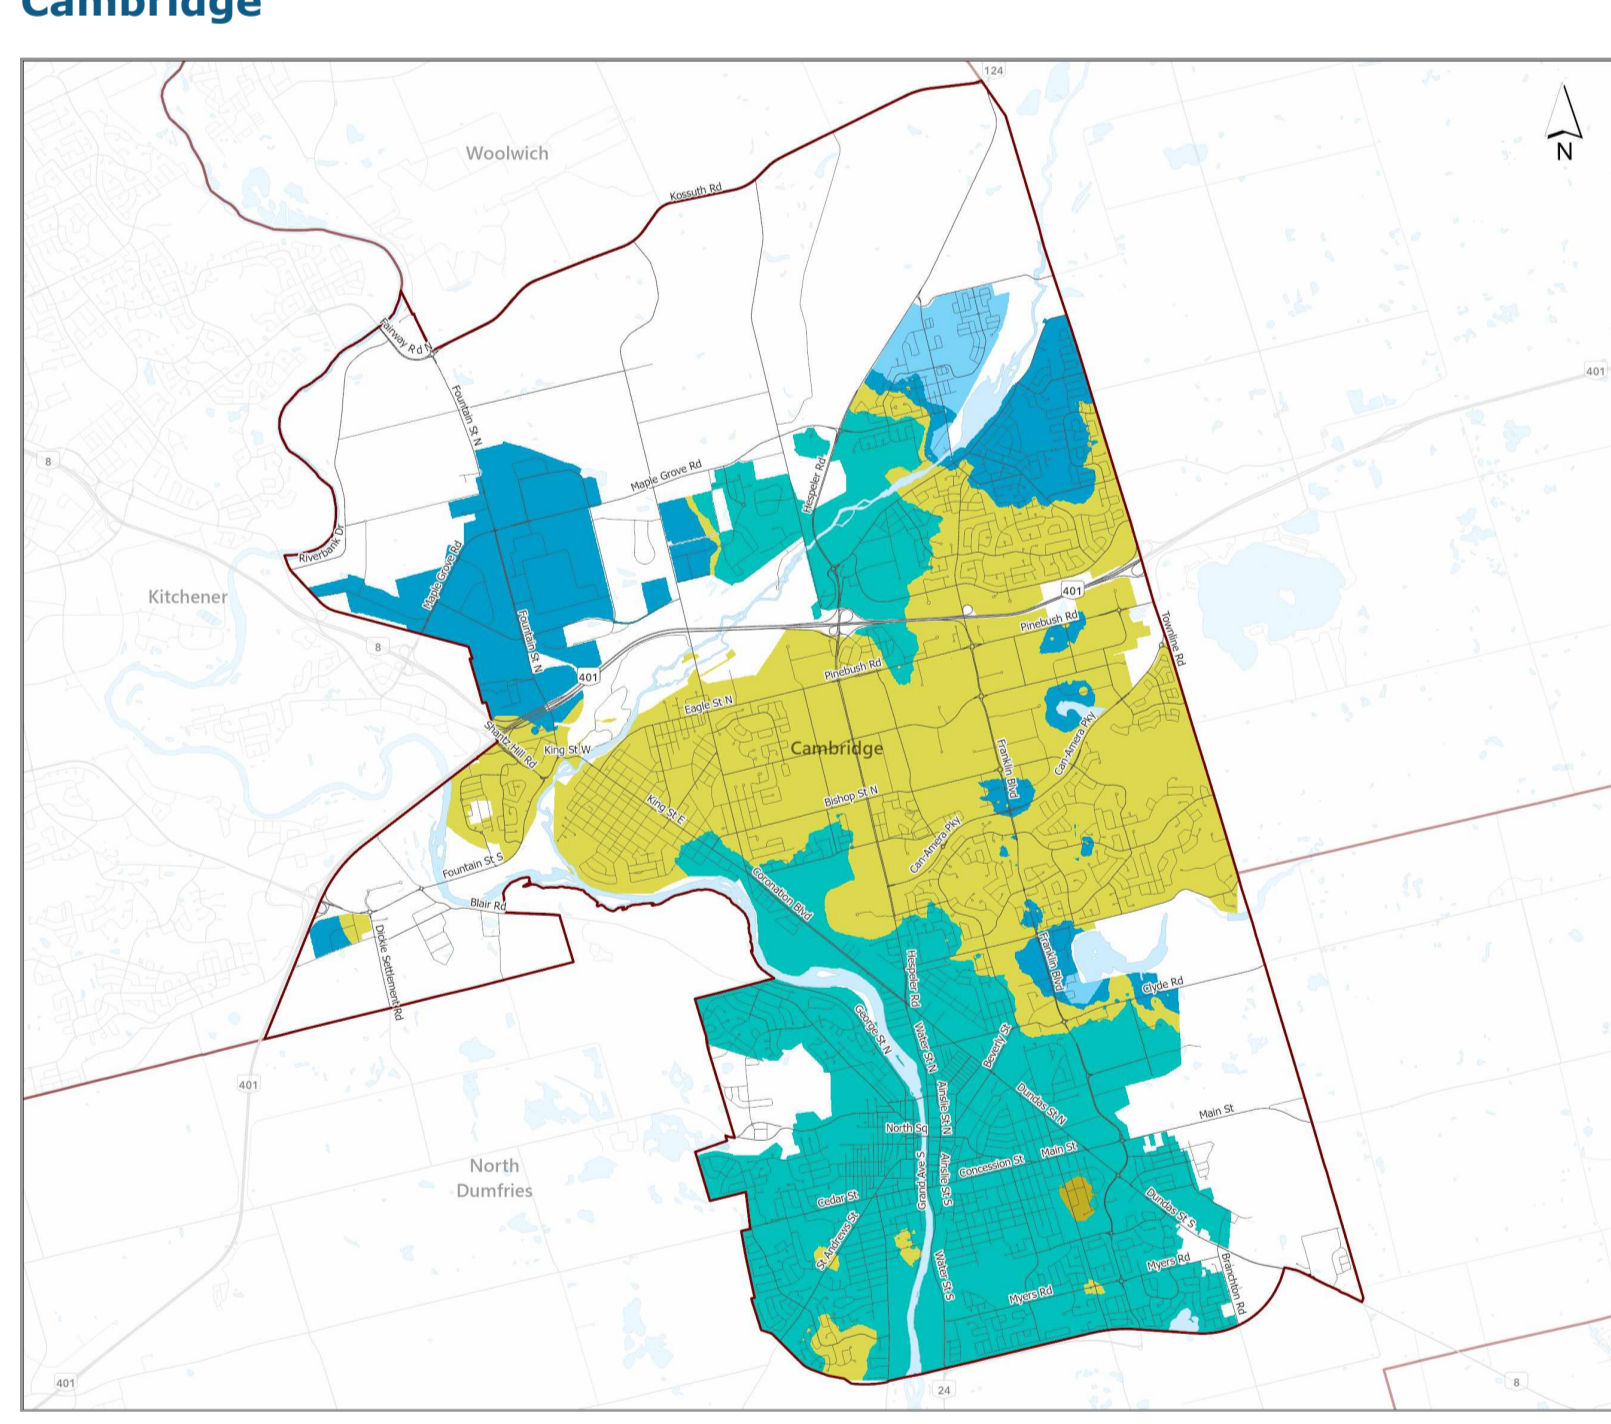 Cambridge
124
Woolwich
N
Kossuth Rd
Fairway Rd N
401
Fountain St N
8
Maple Grove Rd
Hespeler Rd
Riverbank Dr
Maple Grove Rd
Kitchener
401
Fountain St N
Pinebush Rd
Townline Rd
8
401
Pinebush Rd
Eagle St N
Shantz Hill Rd
King St W
Cambridge
Franklin Blvd
Can-Amera Pky
King St E
Bishop St N
Can-Amera Pky
Fountain St S
Coronation Blvd
Blair Rd
Dickie Settlement Rd
Hespeler Rd
Franklin Blvd
Clyde Rd
George St N
Water St N
Beverly St
401
Ainslie St N
Dundas St N
Main St
North Sq
Main St
Concession St
North
Dumfries
Grand Ave S
Ainslie St S
Cedar St
Dundas St S
St Andrews St
Water St S
Myers Rd
Branchton Rd
Myers Rd
401
24
8